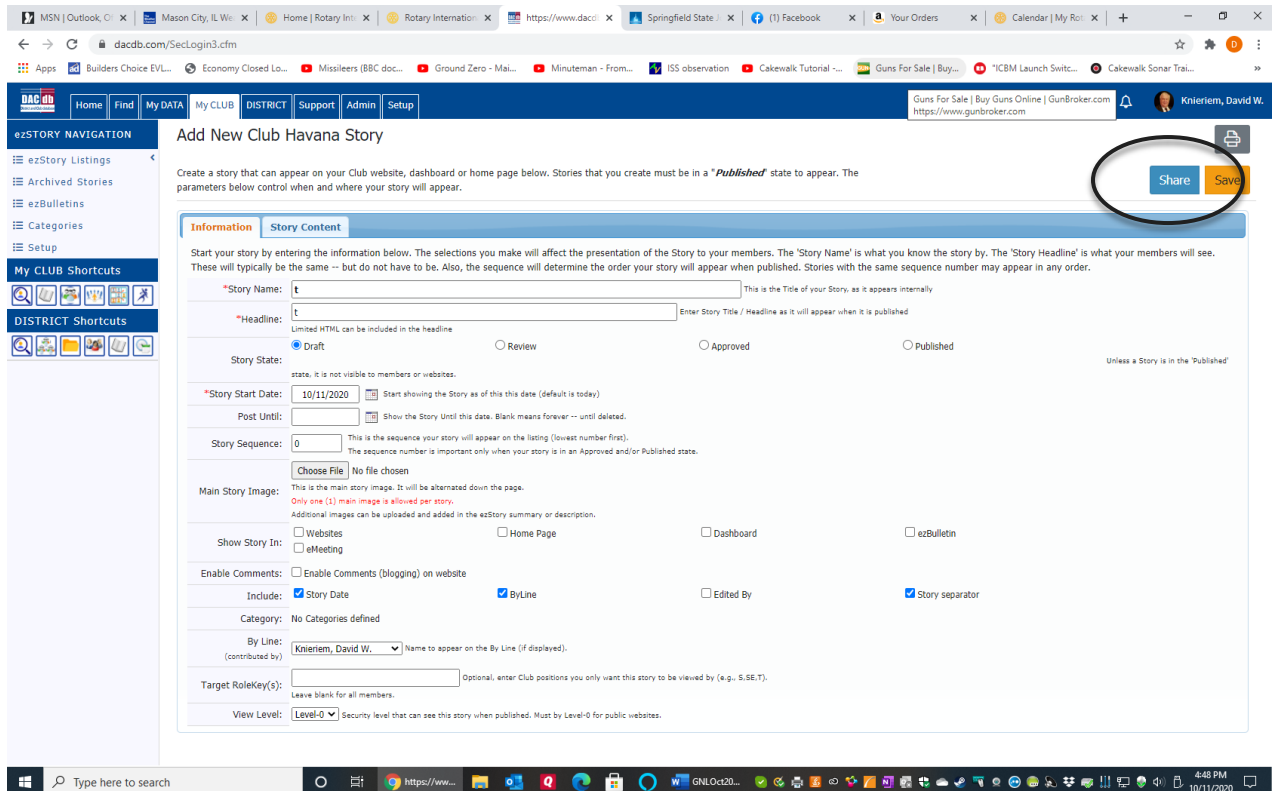 MSN | Outlook, O
Mason City, IL We
Home | Rotary Int
Rotary Internation
https://www.dacd
Springfield State J
(1) Facebook
Your Orders
Calendar | My Rot
dacdb.com/SecLogin3.cfm
Apps
Builders Choice EVL...
Economy Closed Lo...
Missileers (BBC doc...
Ground Zero - Mai...
Minuteman - From...
ISS observation
Cakewalk Tutorial -...
Guns For Sale | Buy...
"ICBM Launch Switc...
Cakewalk Sonar Trai...
»
DAC db
Home
Find
My DATA
My CLUB
DISTRICT
Support
Admin
Setup
Guns For Sale | Buy Guns Online | GunBroker.com
https://www.gunbroker.com
Knieriem, David W.
ezSTORY NAVIGATION
ezStory Listings
Archived Stories
ezBulletins
Categories
Setup
My CLUB Shortcuts
DISTRICT Shortcuts
Add New Club Havana Story
Create a story that can appear on your Club website, dashboard or home page below. Stories that you create must be in a "Published" state to appear. The
parameters below control when and where your story will appear.
Share
Save
Information
Story Content
Start your story by entering the information below. The selections you make will affect the presentation of the Story to your members. The 'Story Name' is what you know the story by. The 'Story Headline' is what your members will see.
These will typically be the same -- but do not have to be. Also, the sequence will determine the order your story will appear when published. Stories with the same sequence number may appear in any order.
*Story Name: t This is the Title of your Story, as it appears internally
*Headline: t Enter Story Title / Headline as it will appear when it is published
Limited HTML can be included in the headline
Story State: Draft Review Approved Published
Unless a Story is in the 'Published'
state, it is not visible to members or websites.
*Story Start Date: 10/11/2020 Start showing the Story as of this this date (default is today)
Post Until: Show the Story Until this date. Blank means forever -- until deleted.
Story Sequence: 0 This is the sequence your story will appear on the listing (lowest number first).
The sequence number is important only when your story is in an Approved and/or Published state.
Main Story Image: Choose File No file chosen
This is the main story image. It will be alternated down the page.
Only one (1) main image is allowed per story.
Additional images can be uploaded and added in the ezStory summary or description.
Show Story In: Websites Home Page Dashboard ezBulletin
eMeeting
Enable Comments: Enable Comments (blogging) on website
Include: Story Date ByLine Edited By Story separator
Category: No Categories defined
By Line: Knieriem, David W. Name to appear on the By Line (if displayed).
(contributed by)
Target RoleKey(s): Optional, enter Club positions you only want this story to be viewed by (e.g., S,SE,T).
Leave blank for all members.
View Level: Level-0 Security level that can see this story when published. Must by Level-0 for public websites.
Type here to search
https://ww...
GNLOct20...
4:48 PM
10/11/2020